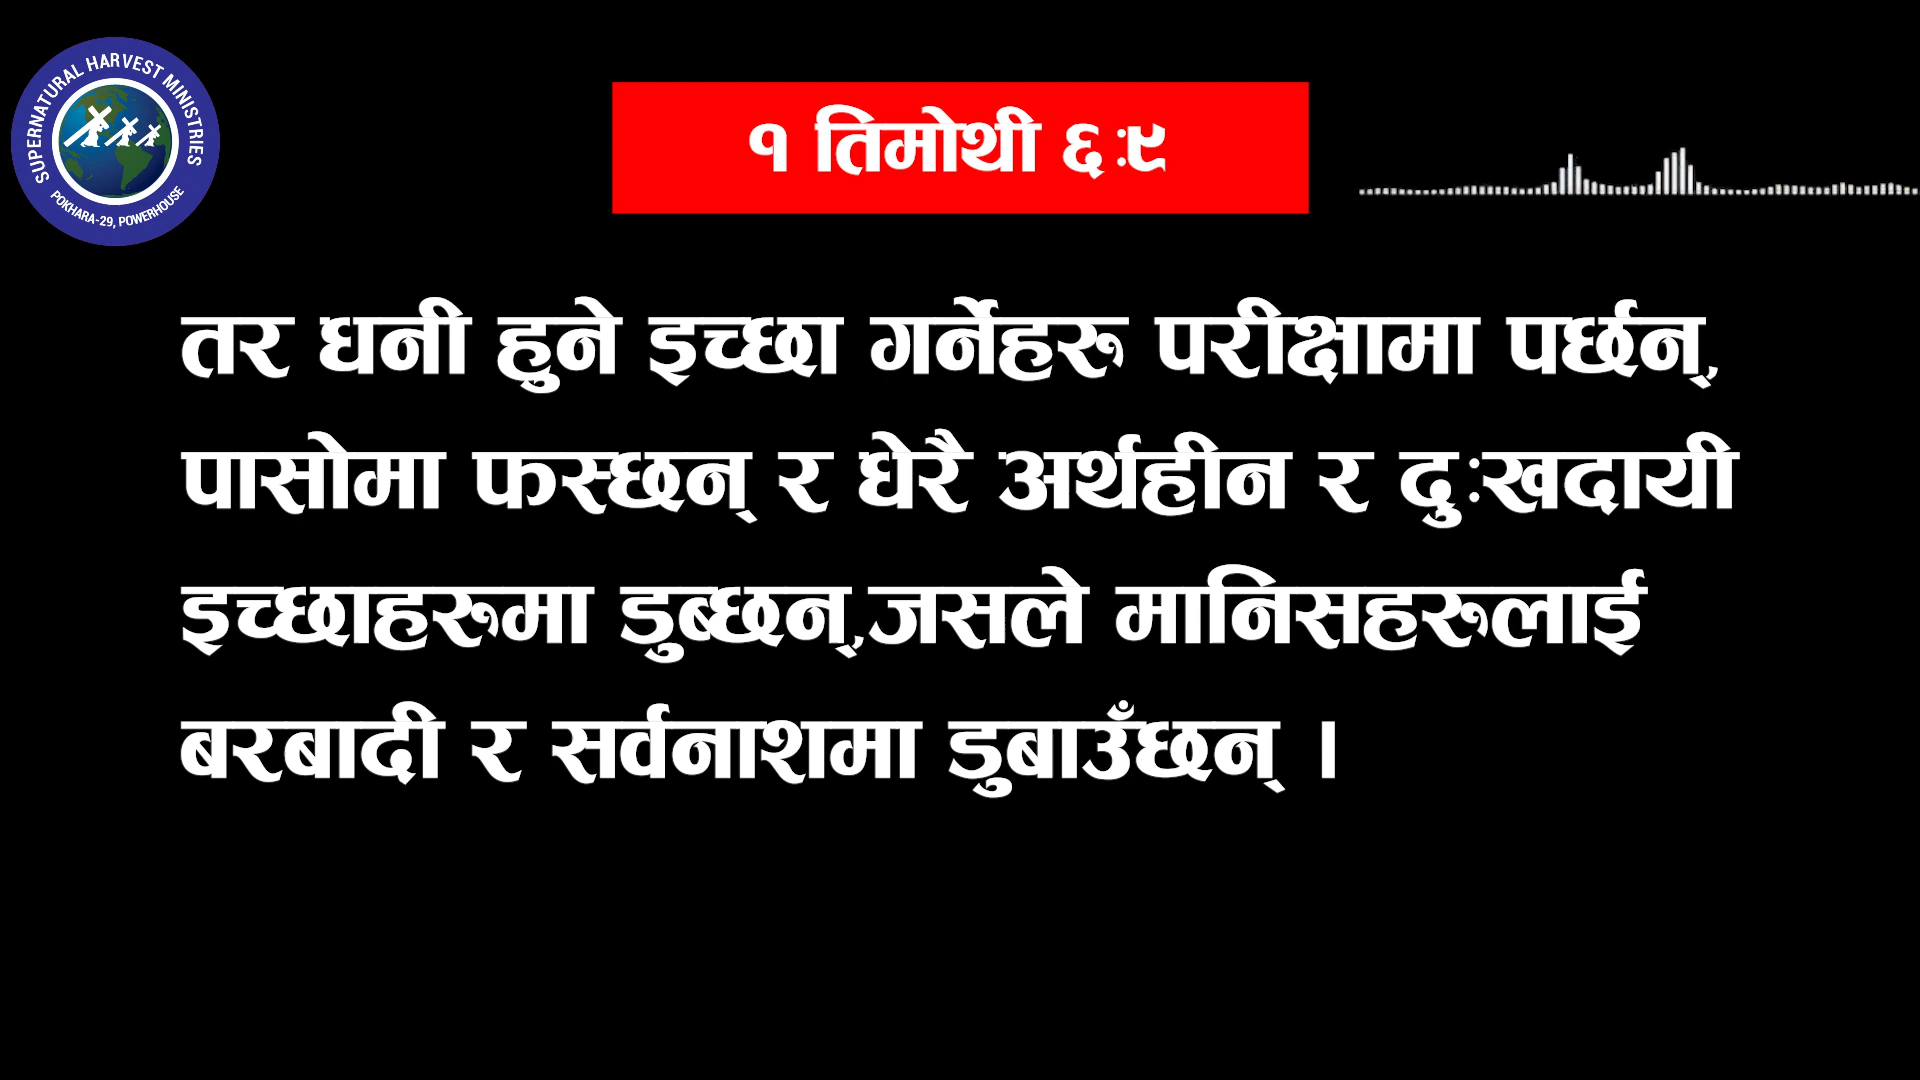 SUPERNATURAL HARVEST MINISTRIES
POKHARA-29, POWERHOUSE
१ तिमोथी ६ः९
तर धनी हुने इच्छा गर्नेहरु परीक्षामा पर्छन्,
पासोमा फस्छन् र धेरै अर्थहीन र दुःखदायी
इच्छाहरुमा डुब्छन्,जसले मानिसहरुलाई
बरबादी र सर्वनाशमा डुबाउँछन् ।